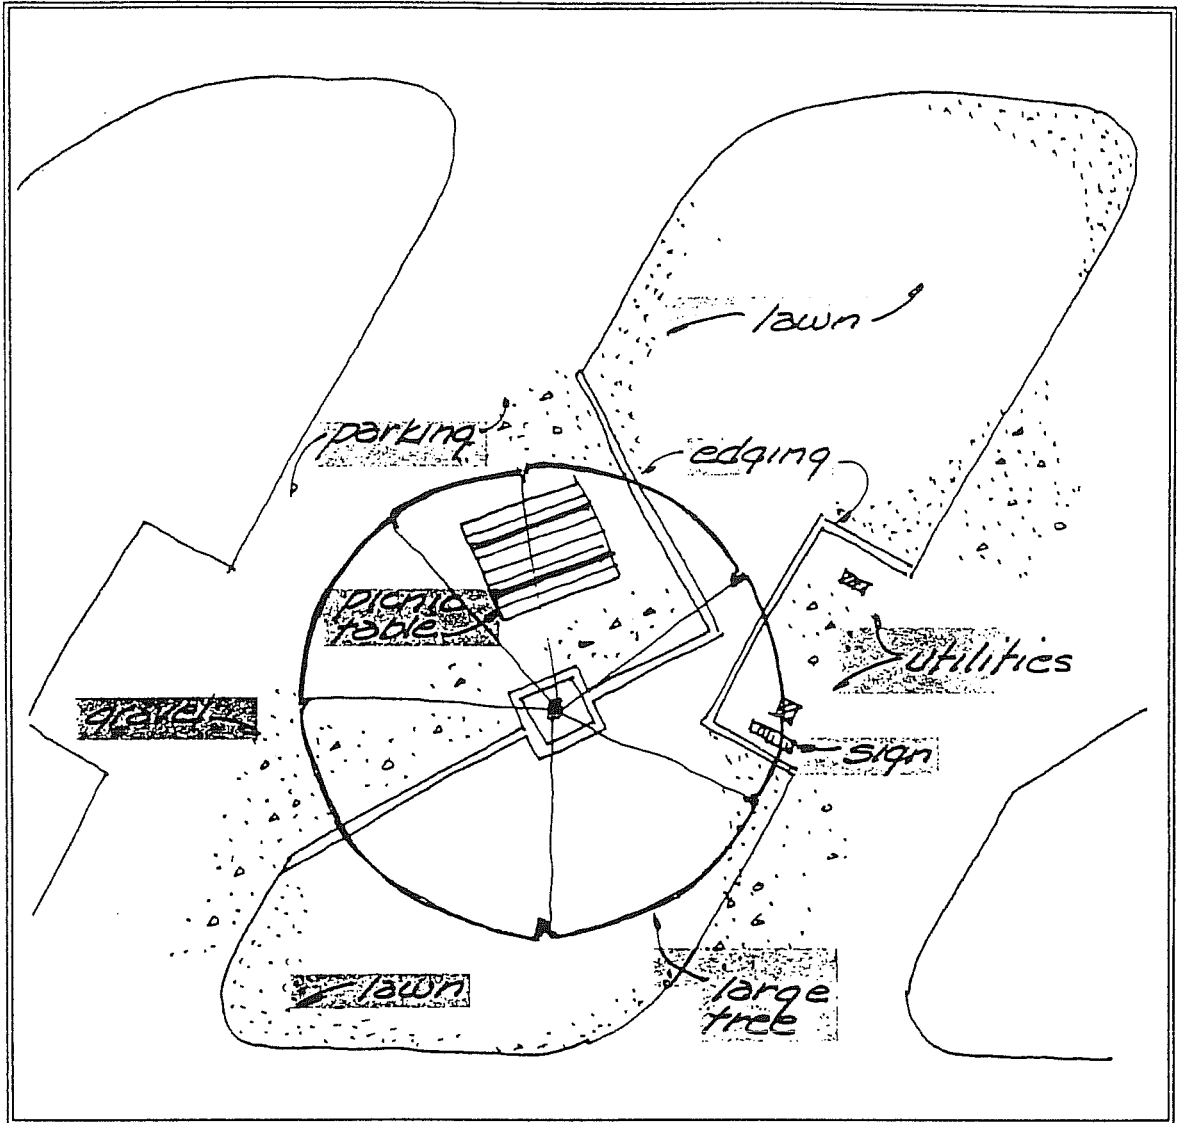 lawn
parking
edging
picnic
table
utilities
gravel
sign
lawn
large
tree